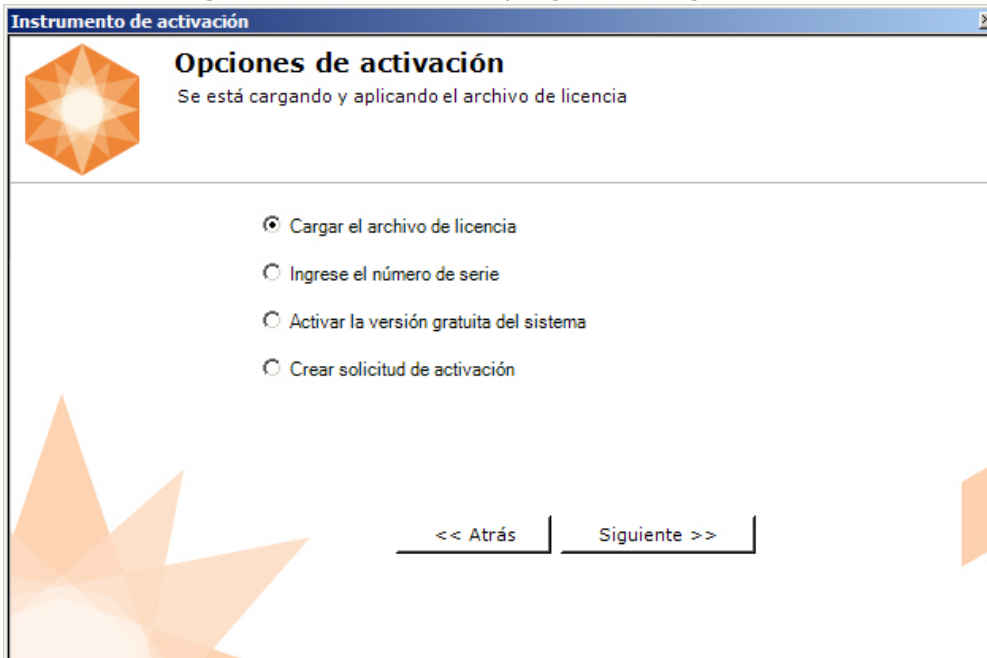 Instrumento de activación
Opciones de activación
Se está cargando y aplicando el archivo de licencia
Cargar el archivo de licencia
Ingrese el número de serie
Activar la versión gratuita del sistema
Crear solicitud de activación
<< Atrás
Siguiente >>